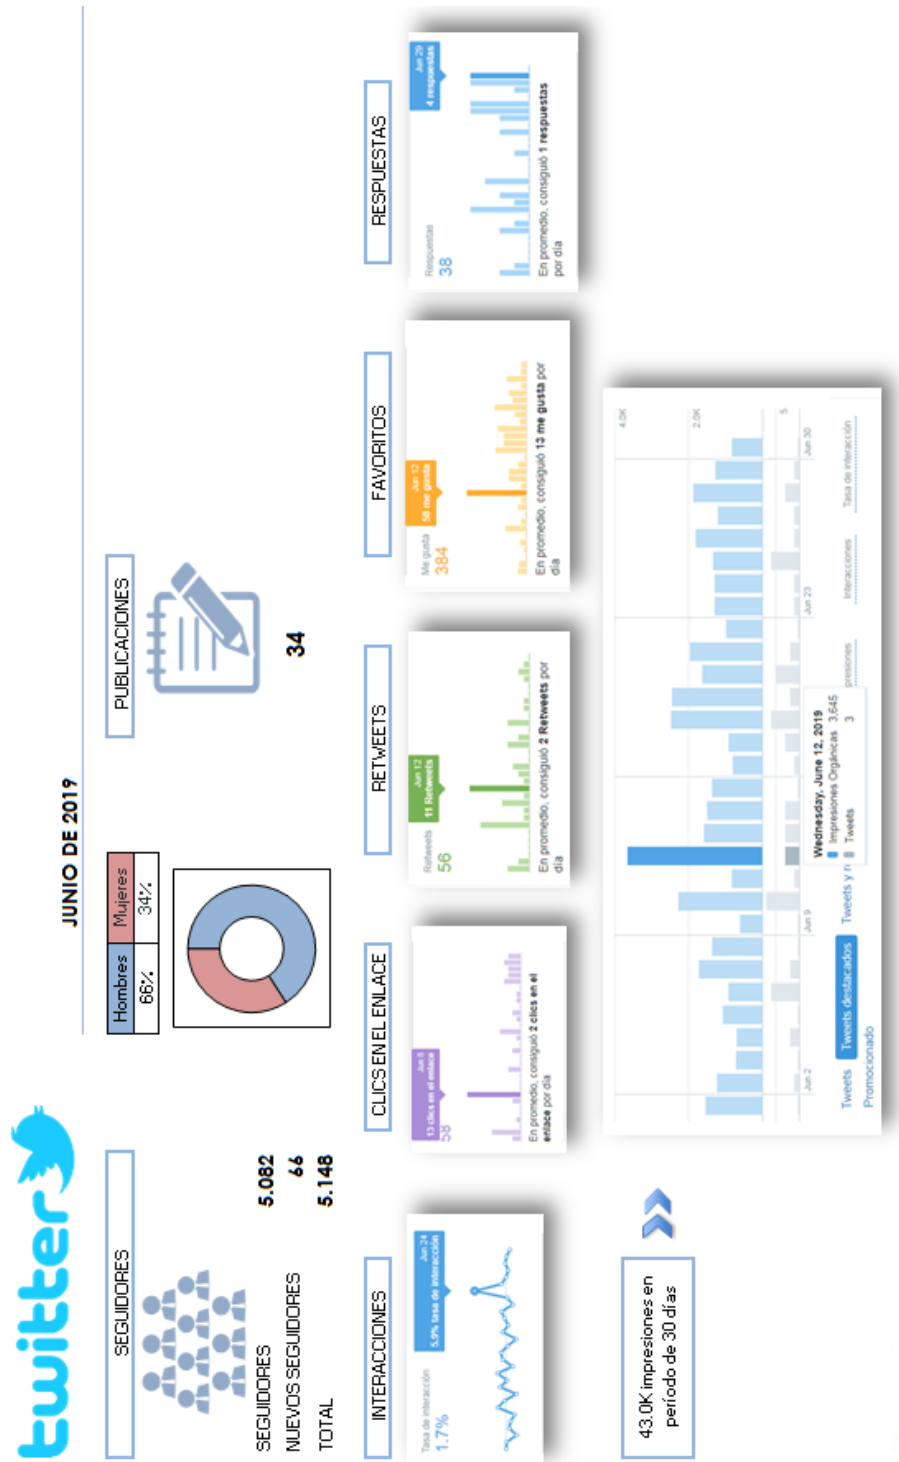 twitter
JUNIO DE 2019
SEGUIDORES
SEGUIDORES 5.082
NUEVOS SEGUIDORES 66
TOTAL 5.148
Hombres Mujeres
66% 34%
PUBLICACIONES
34
INTERACCIONES
Tasa de interacción
1.7%
Jun 24
5.9% tasa de interacción
CLICS EN EL ENLACE
58
Jun 8
13 clics en el enlace
En promedio, consiguió 2 clics en el
enlace por día
RETWEETS
Retweets
56
Jun 12
11 Retweets
En promedio, consiguió 2 Retweets por
día
FAVORITOS
Me gusta
384
Jun 12
58 me gusta
En promedio, consiguió 13 me gusta por
día
RESPUESTAS
Respuestas
38
Jun 29
4 respuestas
En promedio, consiguió 1 respuestas
por día
43.0K impresiones en
período de 30 días
4.0K
2.0K
5
Jun 2
Jun 9
Jun 23
Jun 30
Wednesday, June 12, 2019
Impresiones Orgánicas 3,645
Tweets 3
Tweets Tweets destacados Tweets y r presiones Interacciones Tasa de interacción
Promocionado